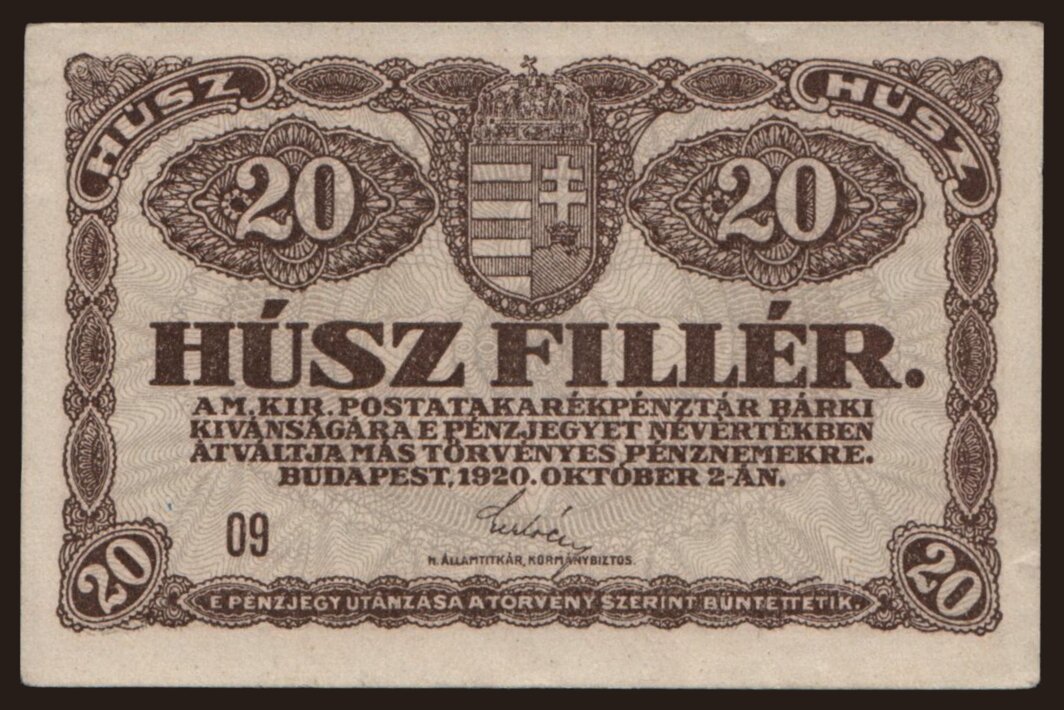 HÚSZ
HÚSZ
20
20
HÚSZ FILLÉR.
A M. KIR. POSTATAKARÉKPÉNZTÁR BÁRKI
KIVÁNSÁGÁRA E PÉNZJEGYET NÉVÉRTÉKBEN
ÁTVÁLTJA MÁS TÖRVÉNYES PÉNZNEMEKRE.
BUDAPEST, 1920. OKTÓBER 2-ÁN.
09
H. ÁLLAMTITKÁR, KORMÁNYBIZTOS.
20
20
E PÉNZJEGY UTÁNZÁSA A TÖRVÉNY SZERINT BÜNTETTETIK.